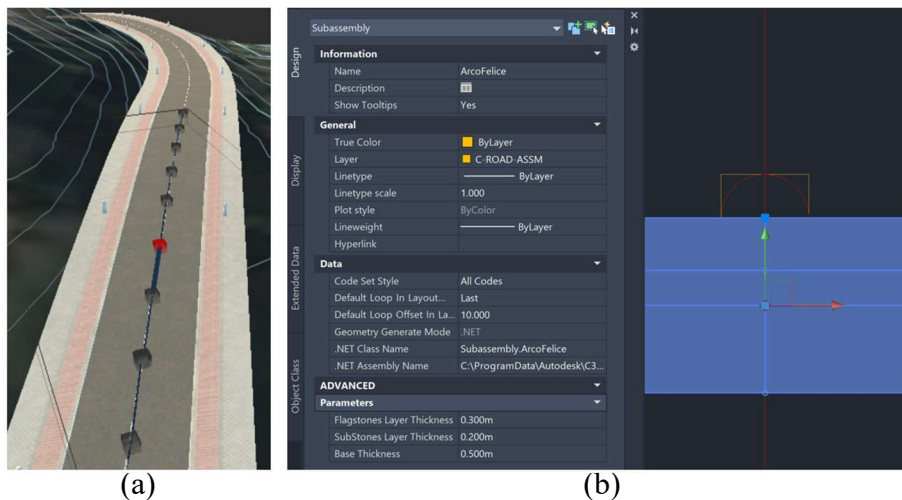 Subassembly
Design
Display
Extended Data
Object Class
Information
Name ArcoFelice
Description
Show Tooltips Yes
General
True Color ByLayer
Layer C-ROAD-ASSM
Linetype ByLayer
Linetype scale 1.000
Plot style ByColor
Lineweight ByLayer
Hyperlink
Data
Code Set Style All Codes
Default Loop In Layout... Last
Default Loop Offset In La... 10.000
Geometry Generate Mode .NET
.NET Class Name Subassembly.ArcoFelice
.NET Assembly Name C:\ProgramData\Autodesk\C3...
ADVANCED
Parameters
Flagstones Layer Thickness 0.300m
SubStones Layer Thickness 0.200m
Base Thickness 0.500m
(a) (b)